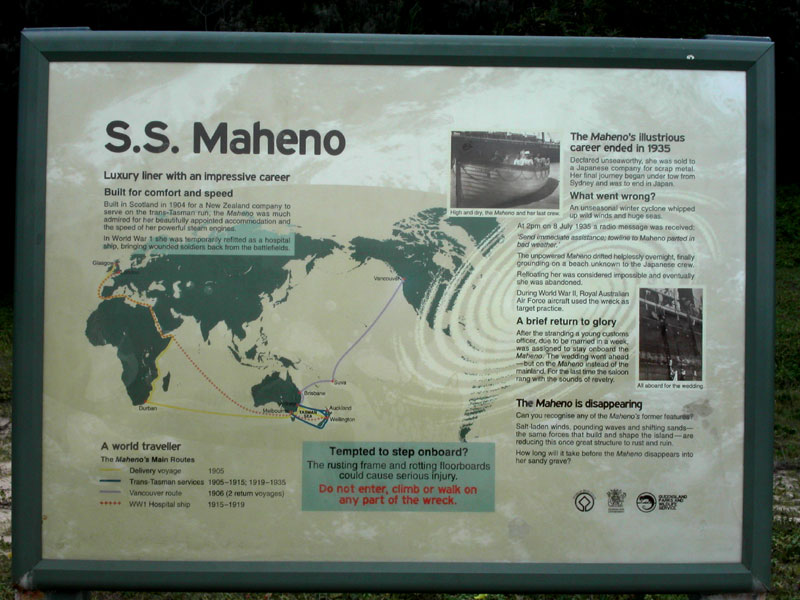 S.S. Maheno
Luxury liner with an impressive career
Built for comfort and speed
Built in Scotland in 1904 for a New Zealand company to
serve on the trans-Tasman run, the Maheno was much
admired for her beautifully appointed accommodation and
the speed of her powerful steam engines.
In World War 1 she was temporarily refitted as a hospital
ship, bringing wounded soldiers back from the battlefields.
High and dry, the Maheno and her last crew.
The Maheno's illustrious
career ended in 1935
Declared unseaworthy, she was sold to
a Japanese company for scrap metal.
Her final journey began under tow from
Sydney and was to end in Japan.
What went wrong?
An unseasonal winter cyclone whipped
up wild winds and huge seas.
At 2pm on 8 July 1935 a radio message was received:
'Send immediate assistance; towline to Maheno parted in
bad weather.'
The unpowered Maheno drifted helplessly overnight, finally
grounding on a beach unknown to the Japanese crew.
Refloating her was considered impossible and eventually
she was abandoned.
During World War II, Royal Australian
Air Force aircraft used the wreck as
target practice.
A brief return to glory
After the stranding a young customs
officer, due to be married in a week,
was assigned to stay onboard the
Maheno. The wedding went ahead
—but on the Maheno instead of the
mainland. For the last time the saloon
rang with the sounds of revelry.
All aboard for the wedding.
The Maheno is disappearing
Can you recognise any of the Maheno's former features?
Salt-laden winds, pounding waves and shifting sands—
the same forces that build and shape the island—are
reducing this once great structure to rust and ruin.
How long will it take before the Maheno disappears into
her sandy grave?
Glasgow
Vancouver
Durban
Suva
Brisbane
Melbourne
TASMAN
SEA
Auckland
Wellington
A world traveller
The Maheno's Main Routes
Delivery voyage 1905
Trans-Tasman services 1905–1915; 1919–1935
Vancouver route 1906 (2 return voyages)
WW1 Hospital ship 1915–1919
Tempted to step onboard?
The rusting frame and rotting floorboards
could cause serious injury.
Do not enter, climb or walk on
any part of the wreck.
QUEENSLAND
PARKS AND
WILDLIFE
SERVICE